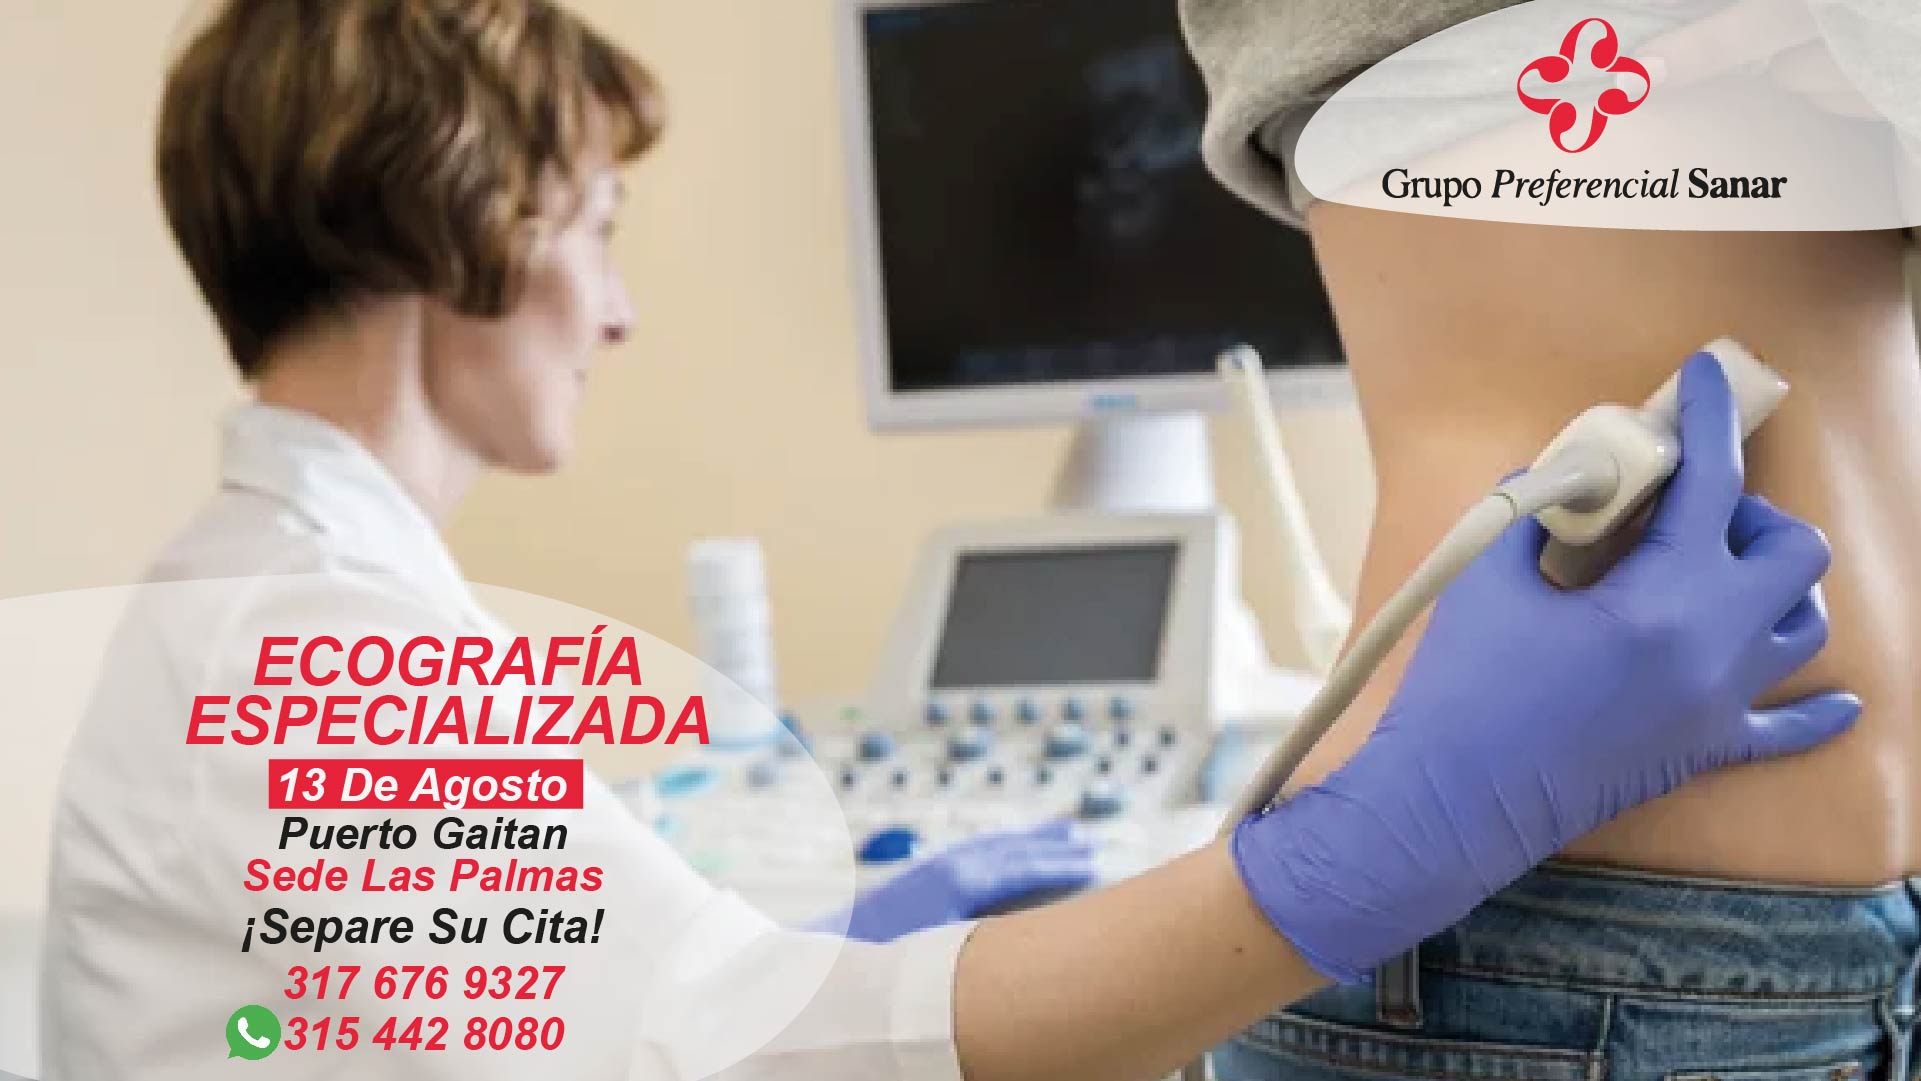 Grupo Preferencial Sanar
ECOGRAFÍA
ESPECIALIZADA
13 De Agosto
Puerto Gaitan
Sede Las Palmas
¡Separe Su Cita!
317 676 9327
315 442 8080